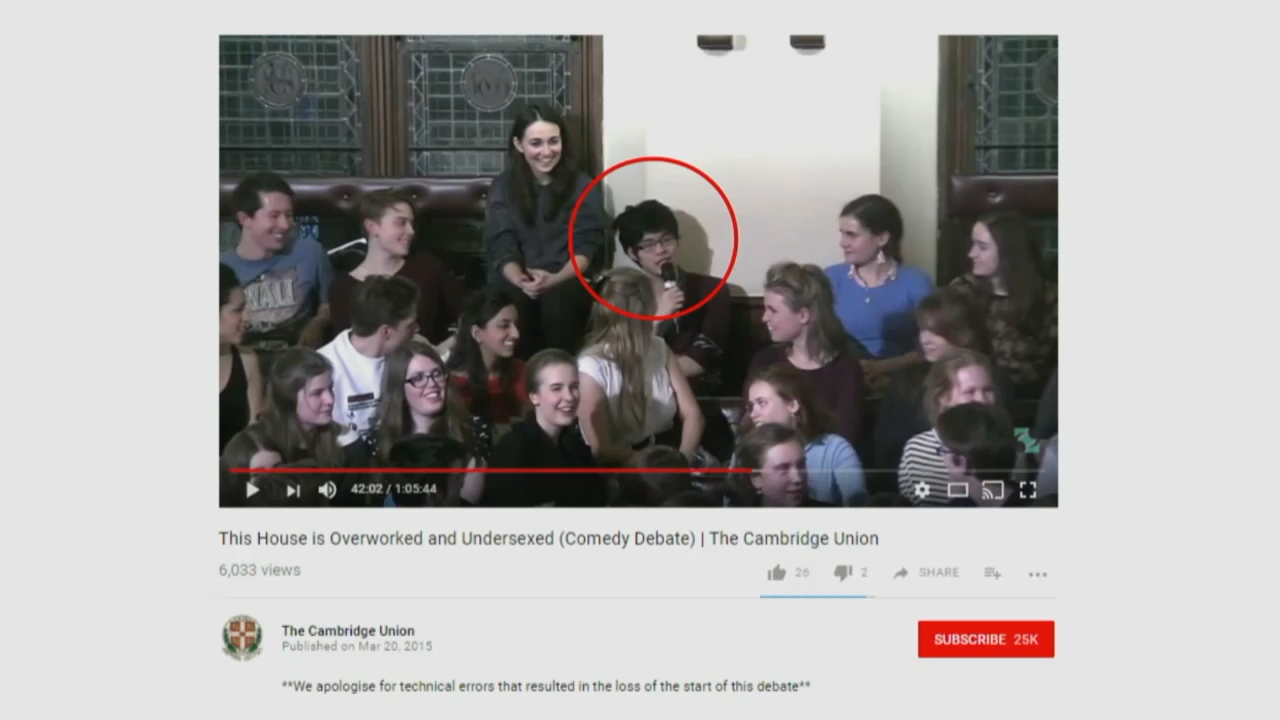 42:02 / 1:05:44
This House is Overworked and Undersexed (Comedy Debate) | The Cambridge Union
6,033 views
26 2 SHARE
The Cambridge Union
Published on Mar 20, 2015
SUBSCRIBE 25K
**We apologise for technical errors that resulted in the loss of the start of this debate**